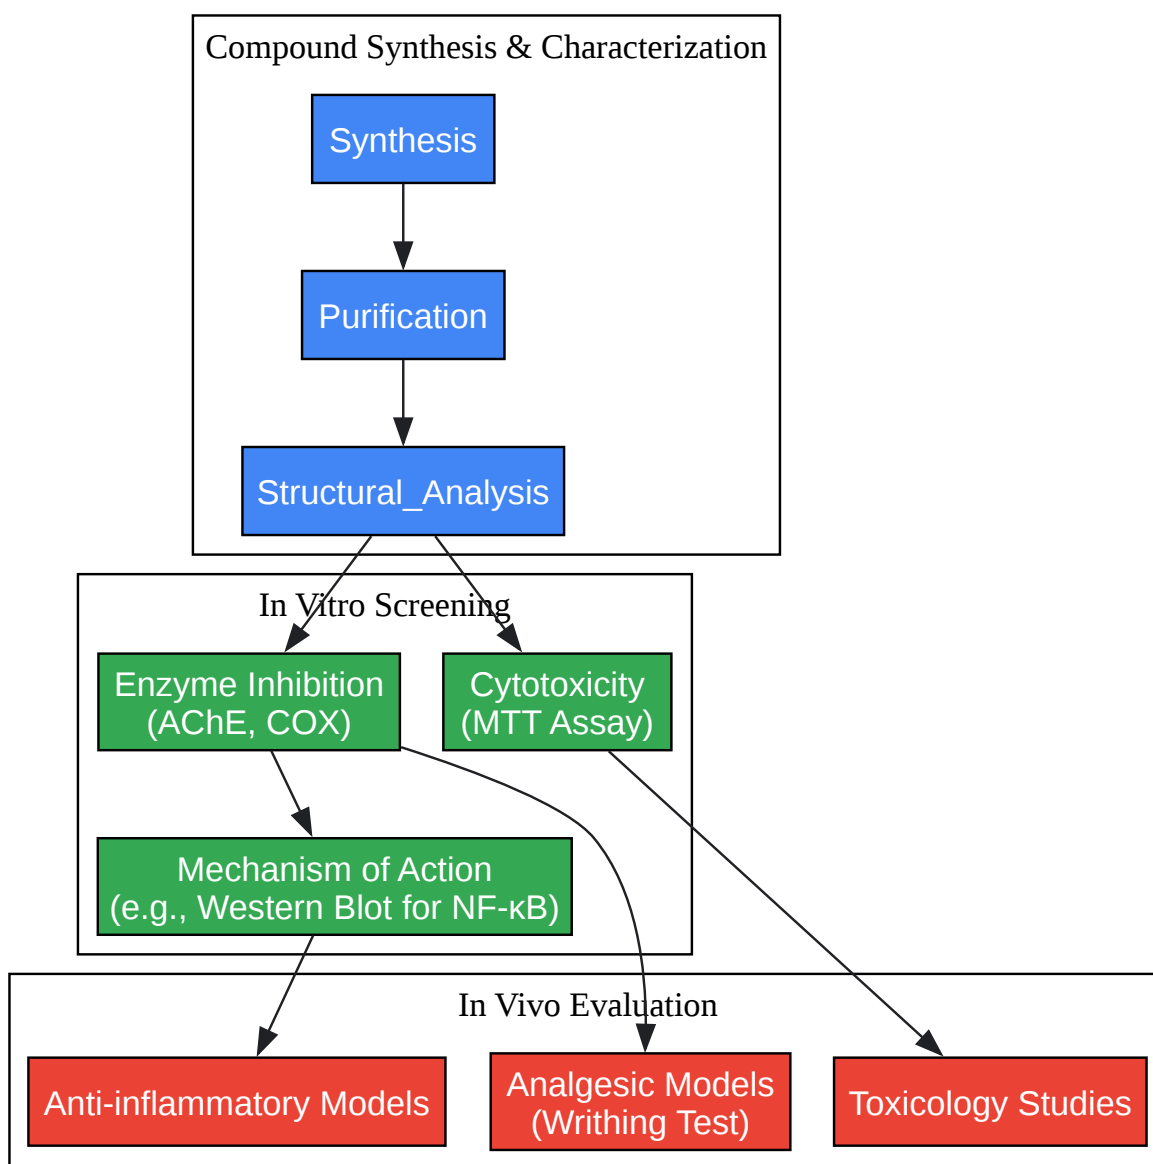 Compound Synthesis & Characterization
Synthesis
Purification
Structural_Analysis
In Vitro Screening
Enzyme Inhibition
(AChE, COX)
Cytotoxicity
(MTT Assay)
Mechanism of Action
(e.g., Western Blot for NF-κB)
In Vivo Evaluation
Anti-inflammatory Models
Analgesic Models
(Writhing Test)
Toxicology Studies